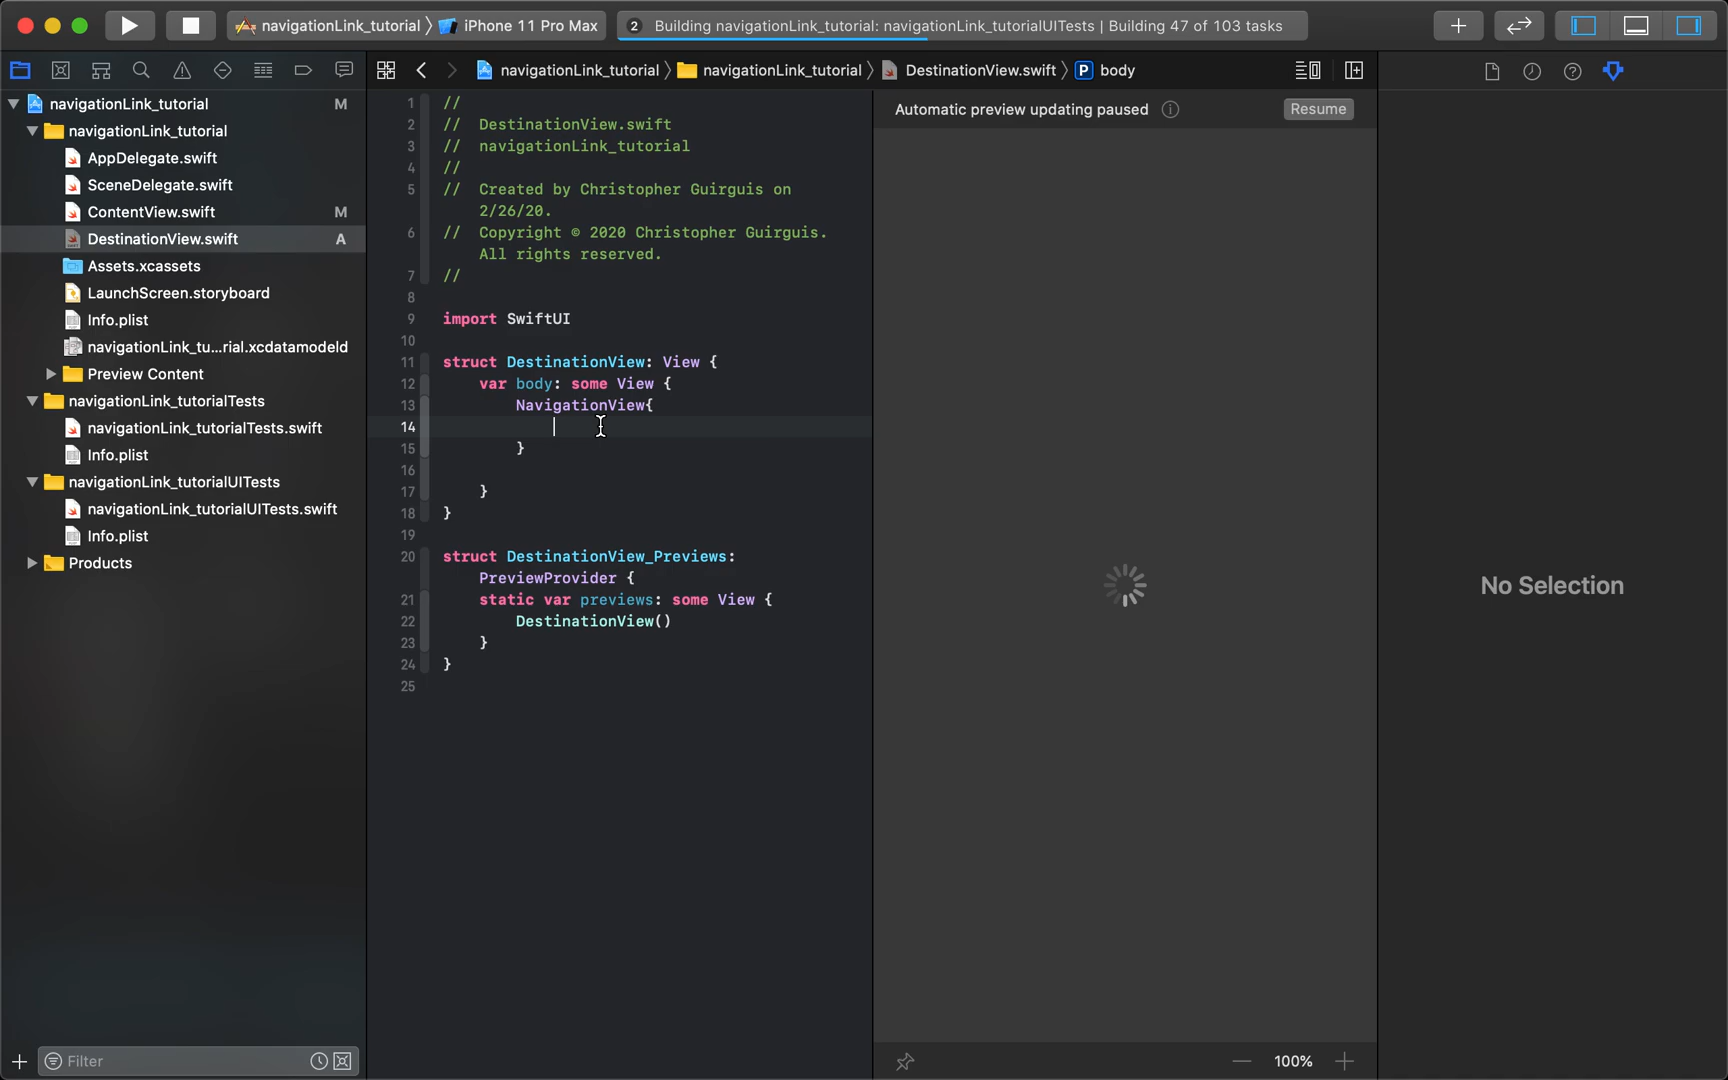 navigationLink_tutorial 〉 iPhone 11 Pro Max
2 Building navigationLink_tutorial: navigationLink_tutorialUITests | Building 47 of 103 tasks
navigationLink_tutorial 〉 navigationLink_tutorial 〉 DestinationView.swift 〉 P body
navigationLink_tutorial M
navigationLink_tutorial
AppDelegate.swift
SceneDelegate.swift
ContentView.swift M
DestinationView.swift A
Assets.xcassets
LaunchScreen.storyboard
Info.plist
navigationLink_tu...rial.xcdatamodeld
Preview Content
navigationLink_tutorialTests
navigationLink_tutorialTests.swift
Info.plist
navigationLink_tutorialUITests
navigationLink_tutorialUITests.swift
Info.plist
Products
Filter
1 //
2 // DestinationView.swift
3 // navigationLink_tutorial
4 //
5 // Created by Christopher Guirguis on
2/26/20.
6 // Copyright © 2020 Christopher Guirguis.
All rights reserved.
7 //
8
9 import SwiftUI
10
11 struct DestinationView: View {
12 var body: some View {
13 NavigationView{
14
15 }
16
17 }
18 }
19
20 struct DestinationView_Previews:
PreviewProvider {
21 static var previews: some View {
22 DestinationView()
23 }
24 }
25
Automatic preview updating paused
Resume
100%
No Selection